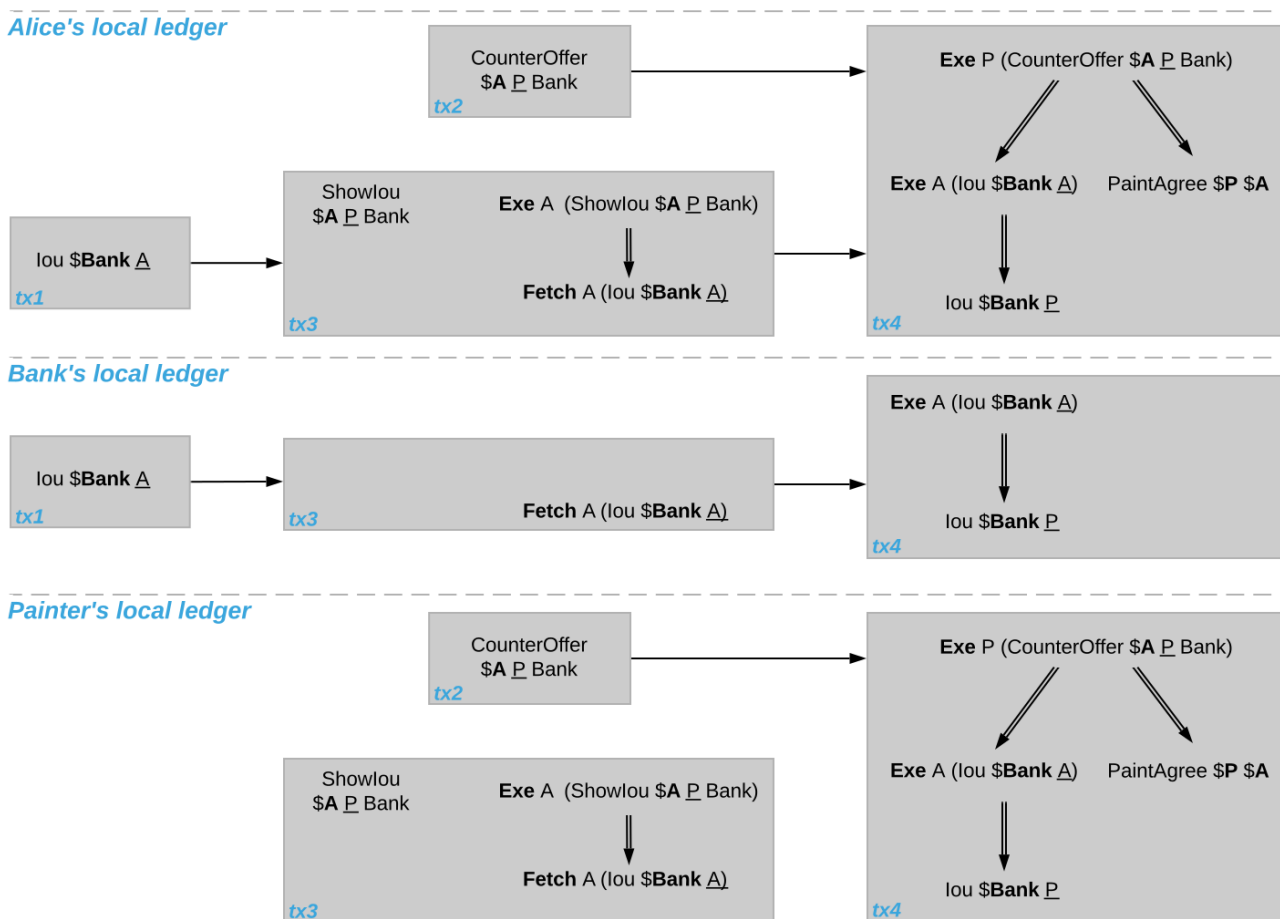 Alice's local ledger
CounterOffer
$A P Bank
tx2
Exe P (CounterOffer $A P Bank)
Exe A (Iou $Bank A)
PaintAgree $P $A
Iou $Bank P
tx4
ShowIou
$A P Bank
Exe A (ShowIou $A P Bank)
Fetch A (Iou $Bank A)
tx3
Iou $Bank A
tx1
Bank's local ledger
Iou $Bank A
tx1
Fetch A (Iou $Bank A)
tx3
Exe A (Iou $Bank A)
Iou $Bank P
tx4
Painter's local ledger
CounterOffer
$A P Bank
tx2
Exe P (CounterOffer $A P Bank)
Exe A (Iou $Bank A)
PaintAgree $P $A
Iou $Bank P
tx4
ShowIou
$A P Bank
Exe A (ShowIou $A P Bank)
Fetch A (Iou $Bank A)
tx3